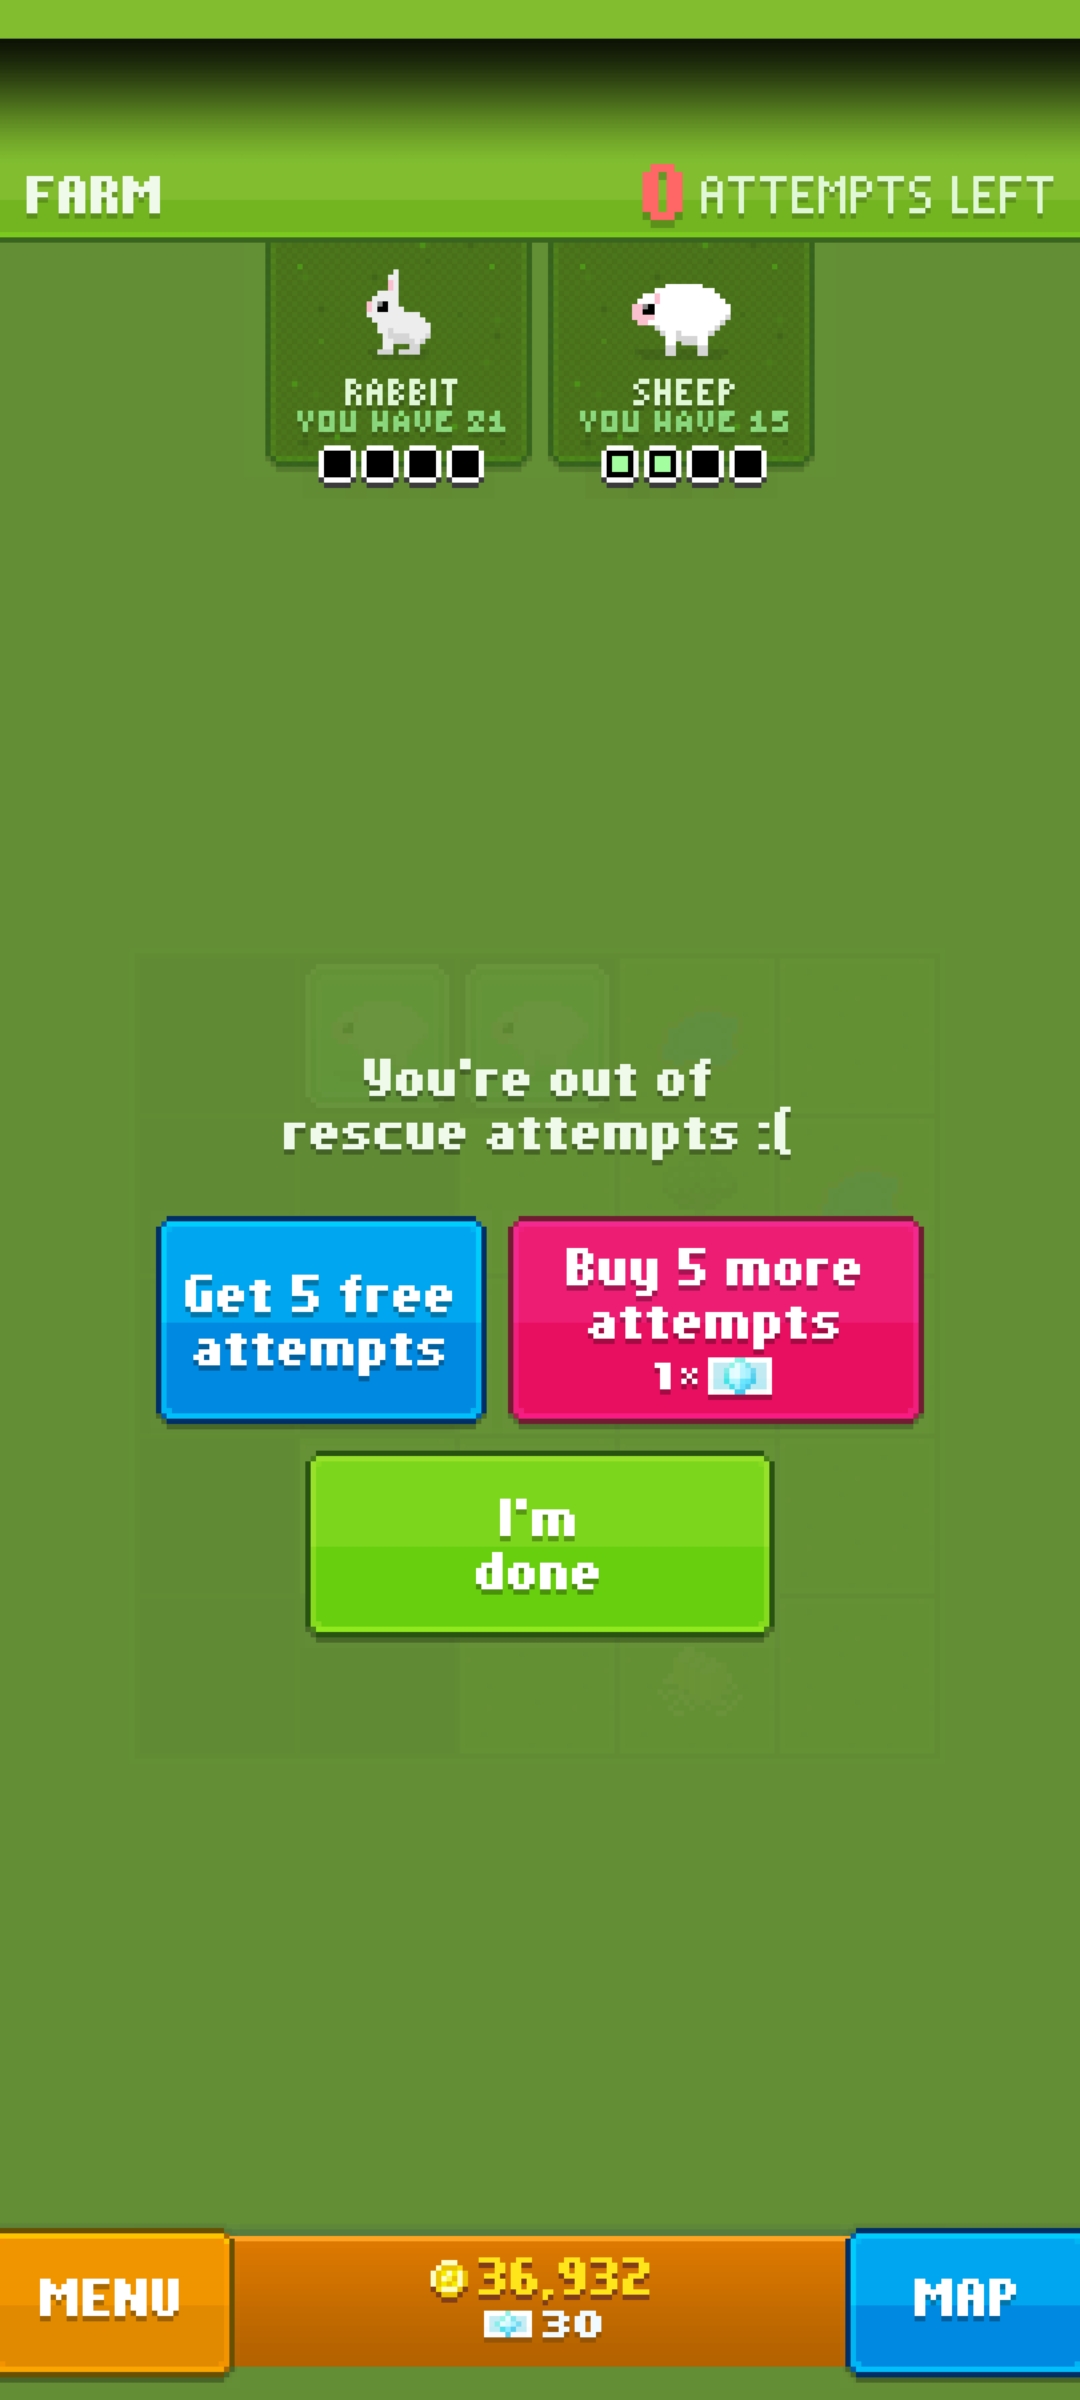 FARM
0 ATTEMPTS LEFT
RABBIT
YOU HAVE 21
SHEEP
YOU HAVE 15
You're out of
rescue attempts :(
Get 5 free
attempts
Buy 5 more
attempts
1×
I'm
done
MENU
36,932
30
MAP